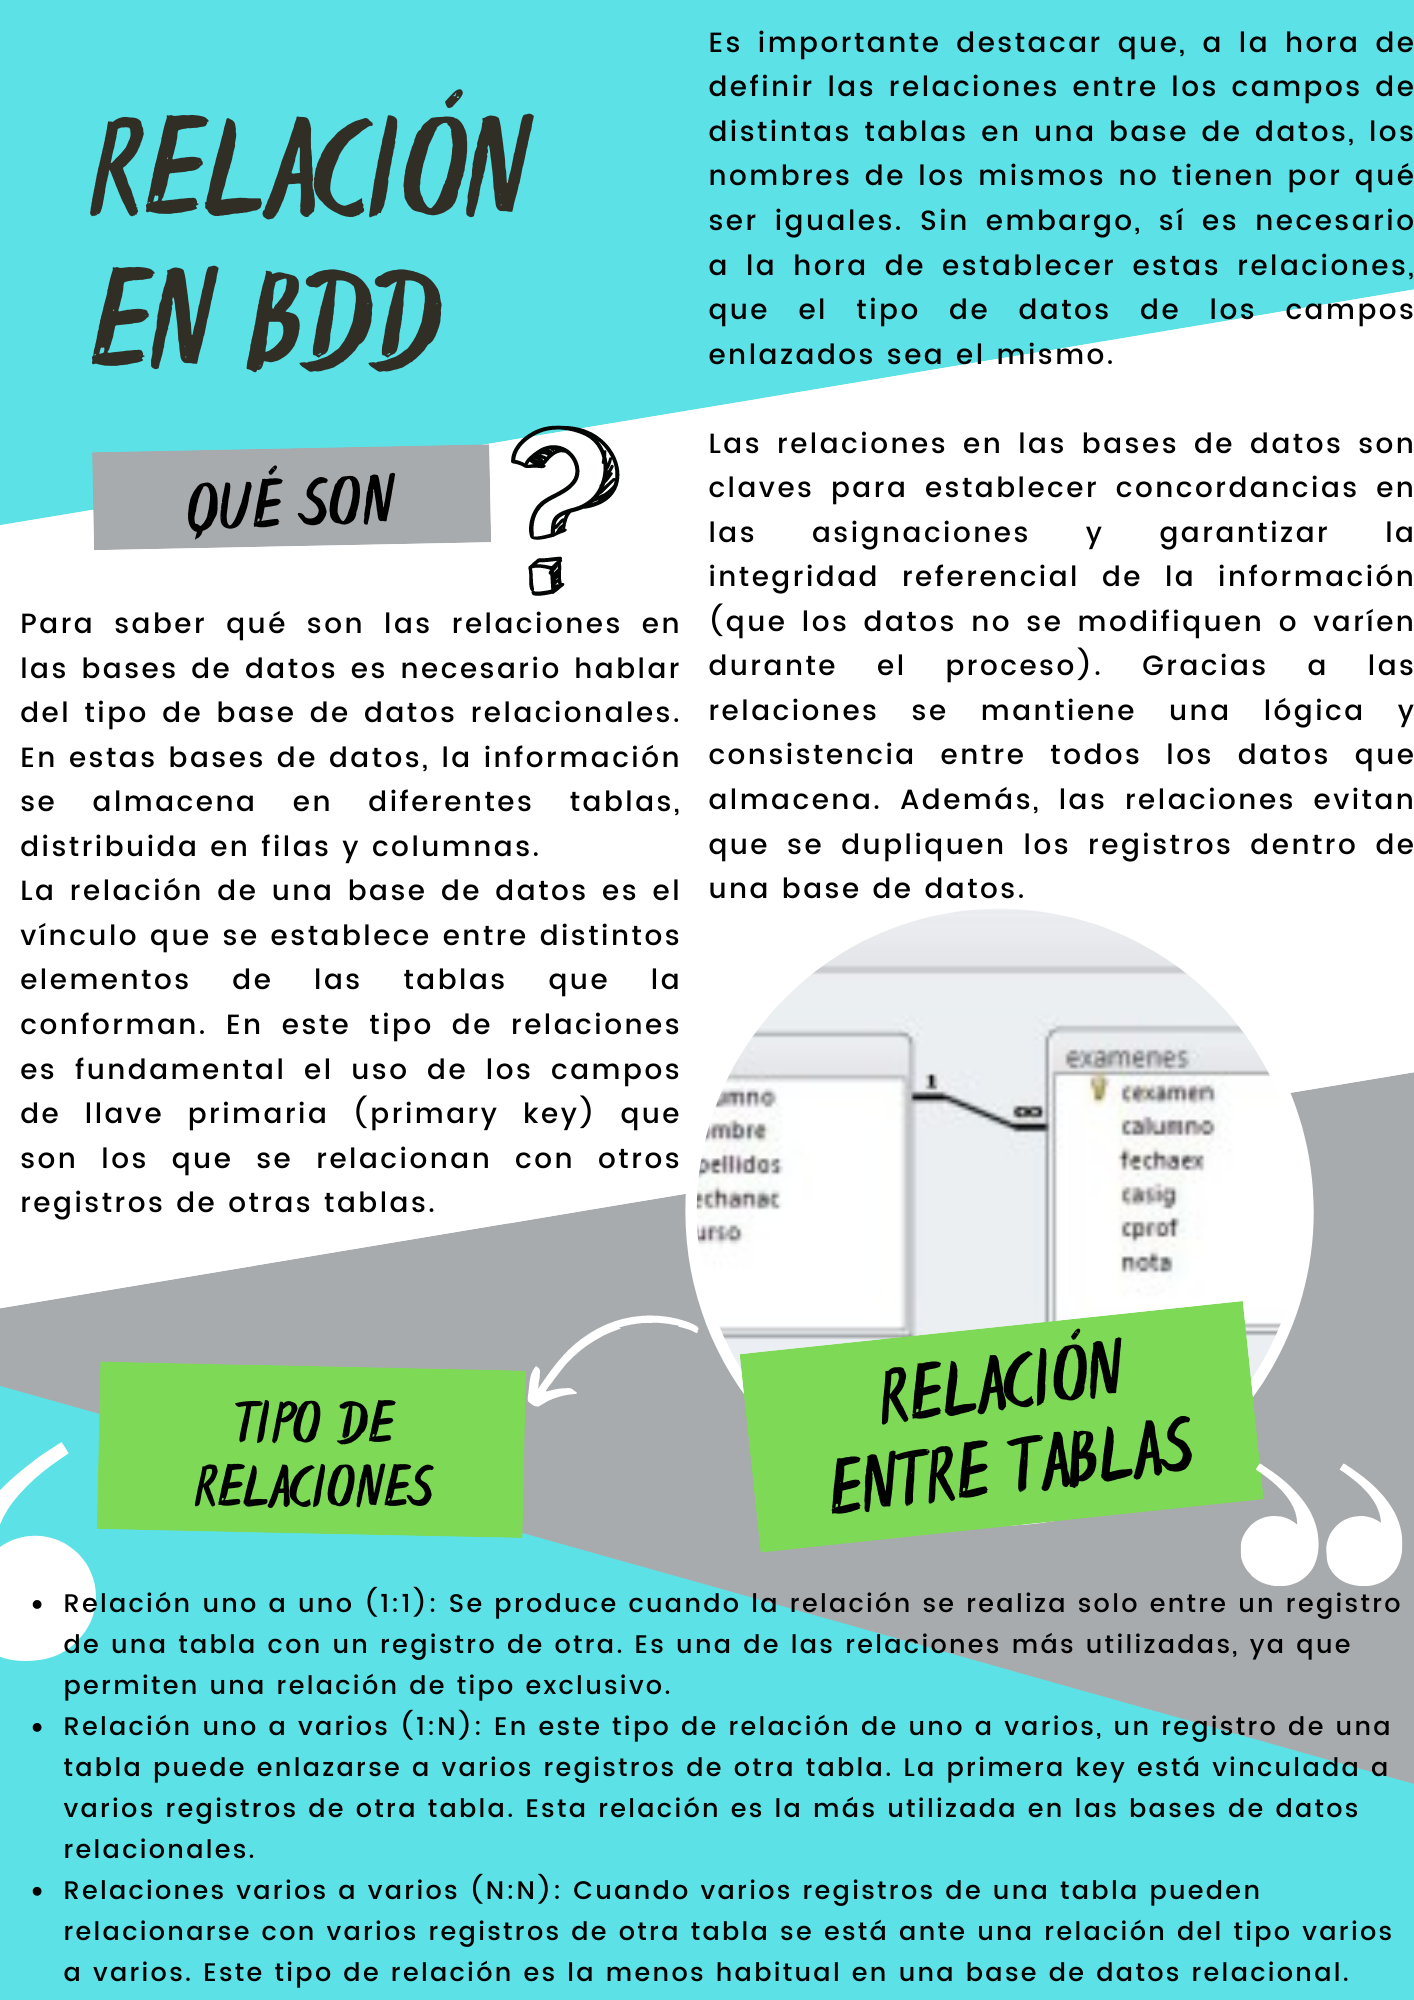 RELACIÓN
EN BDD
QUÉ SON
?
Para saber qué son las relaciones en
las bases de datos es necesario hablar
del tipo de base de datos relacionales.
En estas bases de datos, la información
se almacena en diferentes tablas,
distribuida en filas y columnas.
La relación de una base de datos es el
vínculo que se establece entre distintos
elementos de las tablas que la
conforman. En este tipo de relaciones
es fundamental el uso de los campos
de llave primaria (primary key) que
son los que se relacionan con otros
registros de otras tablas.
Es importante destacar que, a la hora de
definir las relaciones entre los campos de
distintas tablas en una base de datos, los
nombres de los mismos no tienen por qué
ser iguales. Sin embargo, sí es necesario
a la hora de establecer estas relaciones,
que el tipo de datos de los campos
enlazados sea el mismo.
Las relaciones en las bases de datos son
claves para establecer concordancias en
las asignaciones y garantizar la
integridad referencial de la información
(que los datos no se modifiquen o varíen
durante el proceso). Gracias a las
relaciones se mantiene una lógica y
consistencia entre todos los datos que
almacena. Además, las relaciones evitan
que se dupliquen los registros dentro de
una base de datos.
umno
ombre
pellidos
echanac
urso
1
∞
examenes
cexamen
calumno
fechaex
casig
cprof
nota
RELACIÓN
ENTRE TABLAS
TIPO DE
RELACIONES
• Relación uno a uno (1:1): Se produce cuando la relación se realiza solo entre un registro
de una tabla con un registro de otra. Es una de las relaciones más utilizadas, ya que
permiten una relación de tipo exclusivo.
• Relación uno a varios (1:N): En este tipo de relación de uno a varios, un registro de una
tabla puede enlazarse a varios registros de otra tabla. La primera key está vinculada a
varios registros de otra tabla. Esta relación es la más utilizada en las bases de datos
relacionales.
• Relaciones varios a varios (N:N): Cuando varios registros de una tabla pueden
relacionarse con varios registros de otra tabla se está ante una relación del tipo varios
a varios. Este tipo de relación es la menos habitual en una base de datos relacional.